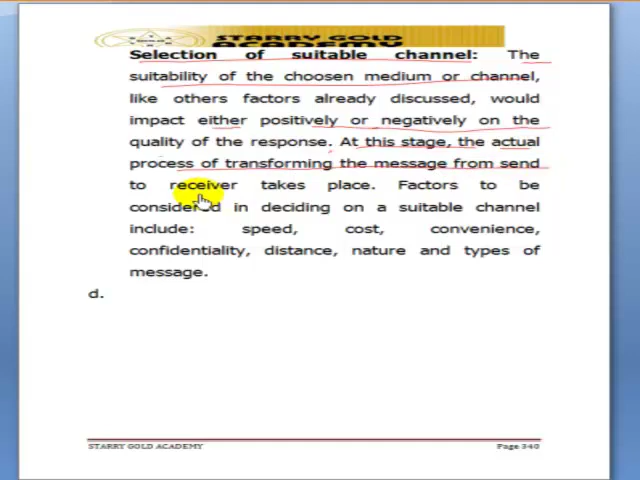 STARRY GOLD
ACADEMY
Selection of suitable channel: The
suitability of the choosen medium or channel,
like others factors already discussed, would
impact either positively or negatively on the
quality of the response. At this stage, the actual
process of transforming the message from send
to receiver takes place. Factors to be
considered in deciding on a suitable channel
include: speed, cost, convenience,
confidentiality, distance, nature and types of
message.
d.
STARRY GOLD ACADEMY Page 340